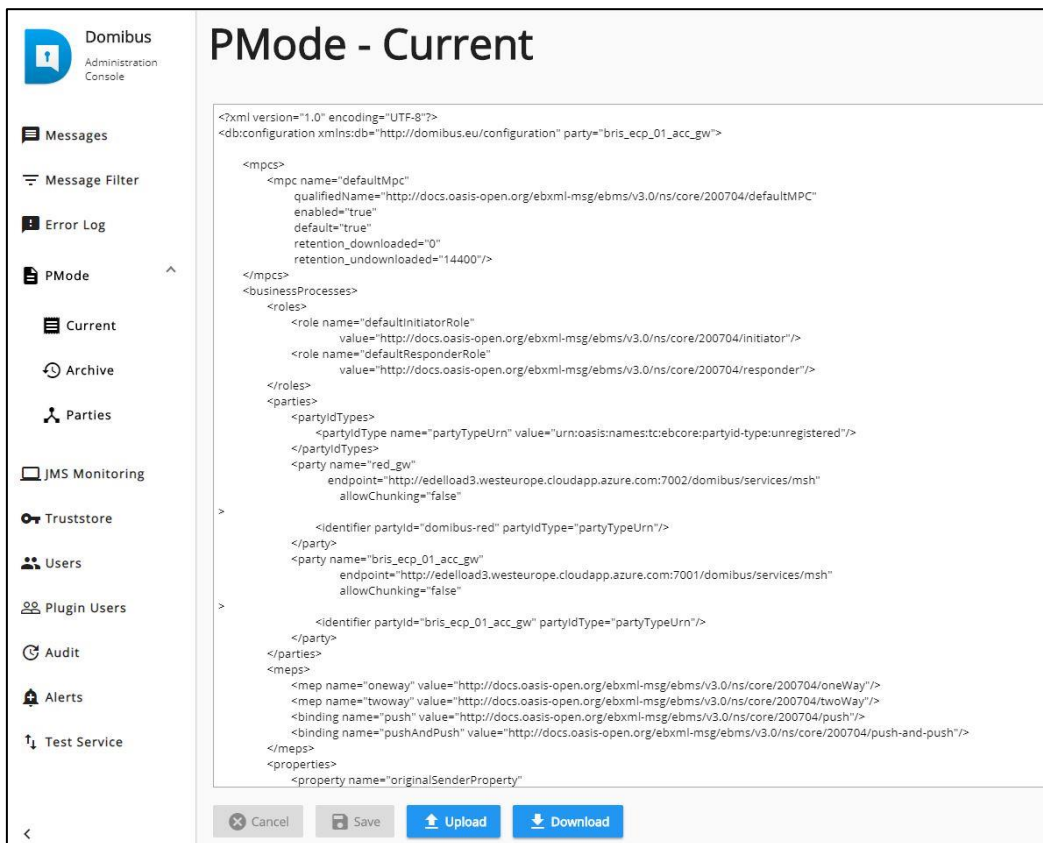 Domibus
Administration
Console
Messages
Message Filter
Error Log
PMode
Current
Archive
Parties
JMS Monitoring
Truststore
Users
Plugin Users
Audit
Alerts
Test Service
PMode - Current
<?xml version="1.0" encoding="UTF-8"?>
<db:configuration xmlns:db="http://domibus.eu/configuration" party="bris_ecp_01_acc_gw">
<mpcs>
<mpc name="defaultMpc"
qualifiedName="http://docs.oasis-open.org/ebxml-msg/ebms/v3.0/ns/core/200704/defaultMPC"
enabled="true"
default="true"
retention_downloaded="0"
retention_undownloaded="14400"/>
</mpcs>
<businessProcesses>
<roles>
<role name="defaultInitiatorRole"
value="http://docs.oasis-open.org/ebxml-msg/ebms/v3.0/ns/core/200704/initiator"/>
<role name="defaultResponderRole"
value="http://docs.oasis-open.org/ebxml-msg/ebms/v3.0/ns/core/200704/responder"/>
</roles>
<parties>
<partyIdTypes>
<partyIdType name="partyTypeUrn" value="urn:oasis:names:tc:ebcore:partyid-type:unregistered"/>
</partyIdTypes>
<party name="red_gw"
endpoint="http://edelload3.westeurope.cloudapp.azure.com:7002/domibus/services/msh"
allowChunking="false"
>
<identifier partyId="domibus-red" partyIdType="partyTypeUrn"/>
</party>
<party name="bris_ecp_01_acc_gw"
endpoint="http://edelload3.westeurope.cloudapp.azure.com:7001/domibus/services/msh"
allowChunking="false"
>
<identifier partyId="bris_ecp_01_acc_gw" partyIdType="partyTypeUrn"/>
</party>
</parties>
<meps>
<mep name="oneway" value="http://docs.oasis-open.org/ebxml-msg/ebms/v3.0/ns/core/200704/oneWay"/>
<mep name="twoway" value="http://docs.oasis-open.org/ebxml-msg/ebms/v3.0/ns/core/200704/twoWay"/>
<binding name="push" value="http://docs.oasis-open.org/ebxml-msg/ebms/v3.0/ns/core/200704/push"/>
<binding name="pushAndPush" value="http://docs.oasis-open.org/ebxml-msg/ebms/v3.0/ns/core/200704/push-and-push"/>
</meps>
<properties>
<property name="originalSenderProperty"
Cancel
Save
Upload
Download